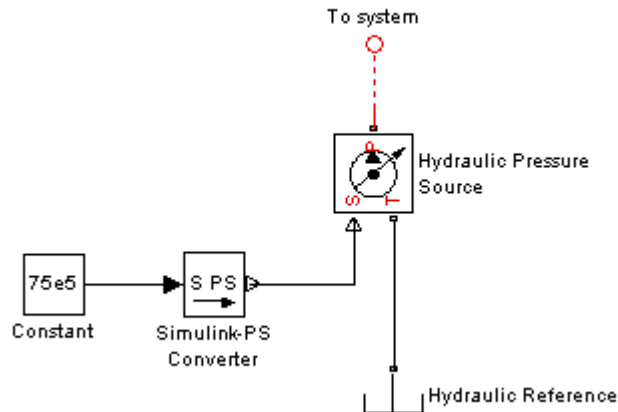 To system
P
Hydraulic Pressure
Source
S T
75e5
S PS
Constant
Simulink-PS
Converter
Hydraulic Reference